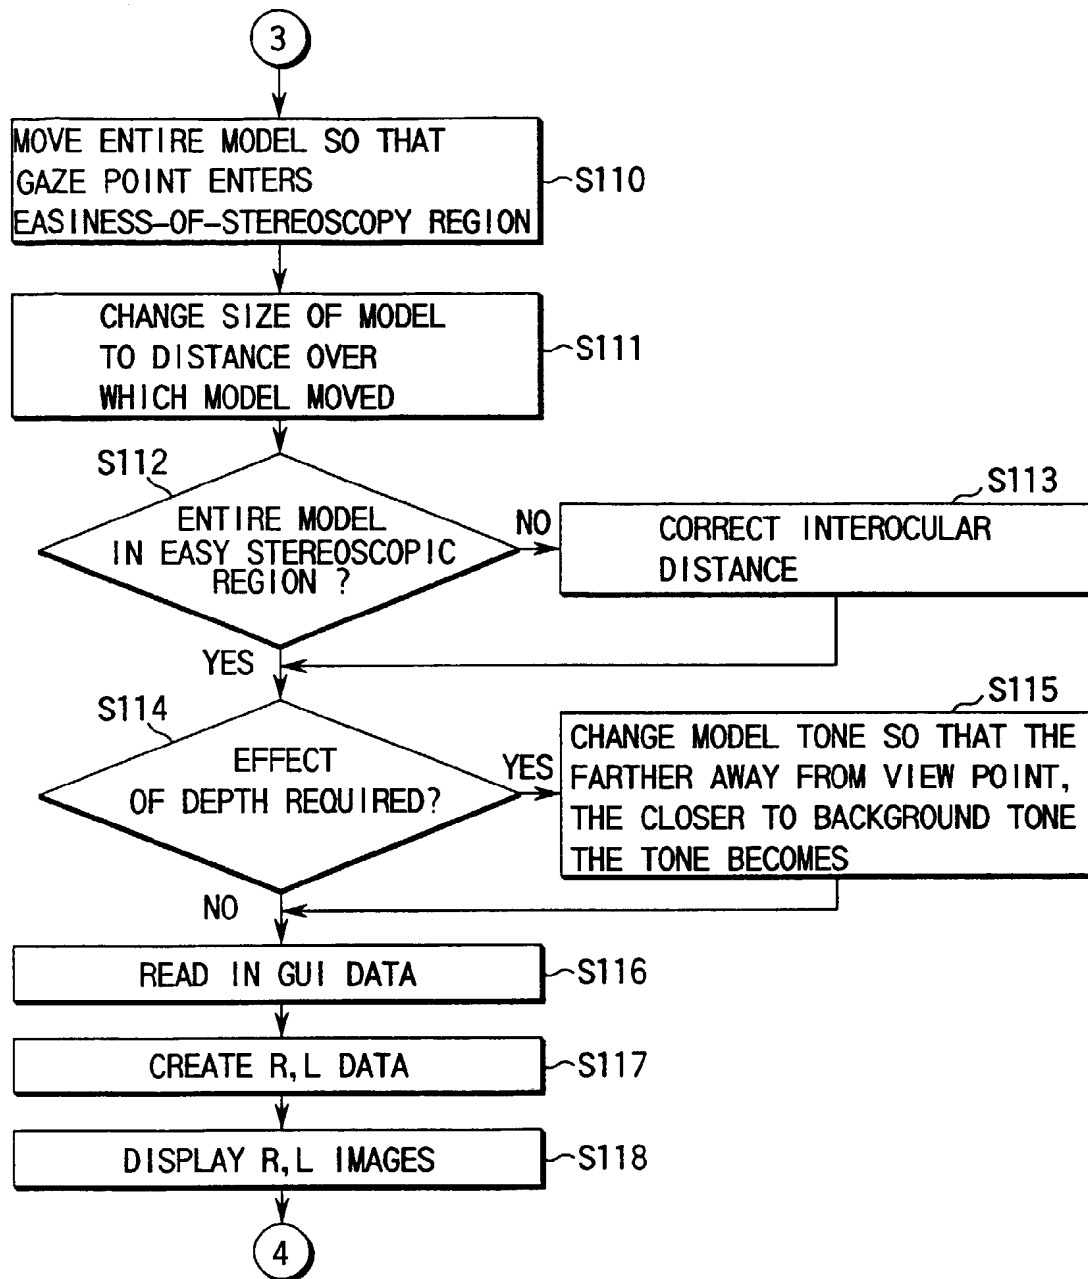 3
MOVE ENTIRE MODEL SO THAT
GAZE POINT ENTERS
EASINESS-OF-STEREOSCOPY REGION
S110
CHANGE SIZE OF MODEL
TO DISTANCE OVER
WHICH MODEL MOVED
S111
S112
ENTIRE MODEL
IN EASY STEREOSCOPIC
REGION ?
NO
S113
CORRECT INTEROCULAR
DISTANCE
YES
S114
EFFECT
OF DEPTH REQUIRED?
YES
S115
CHANGE MODEL TONE SO THAT THE
FARTHER AWAY FROM VIEW POINT,
THE CLOSER TO BACKGROUND TONE
THE TONE BECOMES
NO
READ IN GUI DATA
S116
CREATE R,L DATA
S117
DISPLAY R,L IMAGES
S118
4